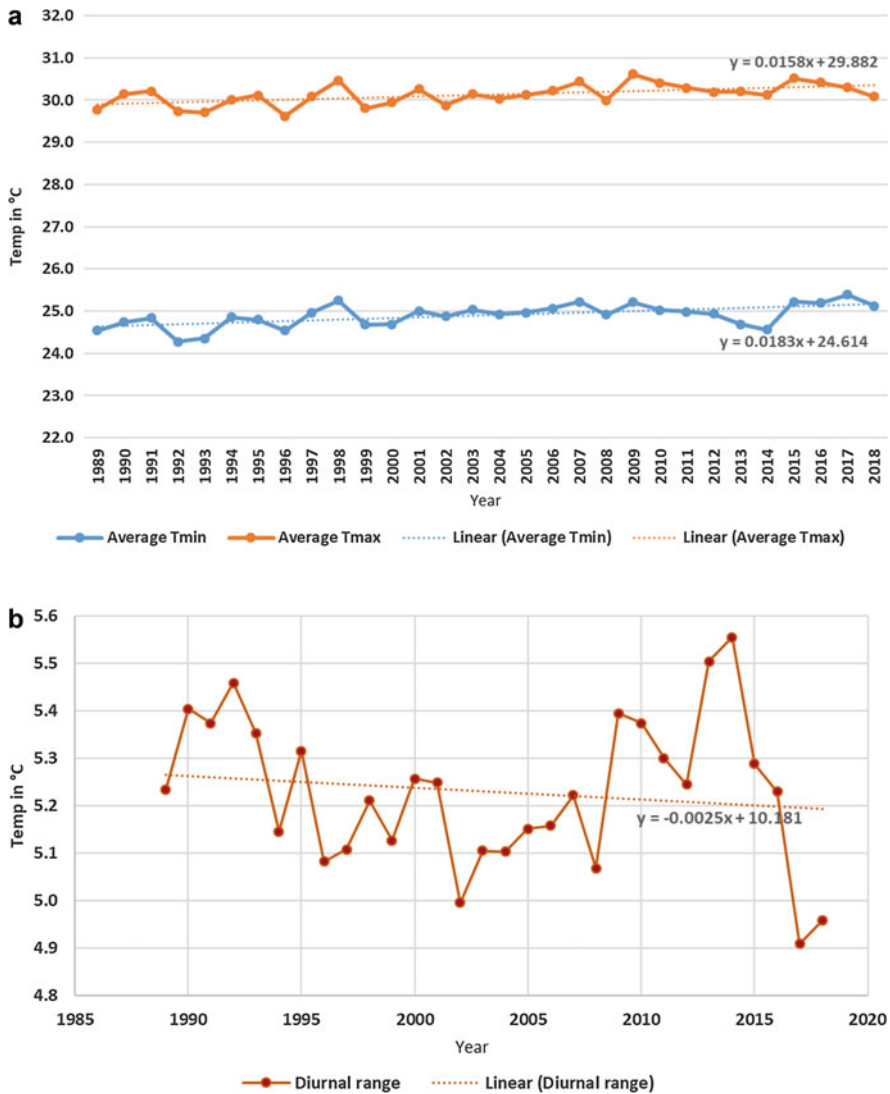 a
31.0
y = 0.0158x + 29.882
30.0
29.0
28.0
27.0
26.0
25.0
24.0
y = 0.0183x + 24.614
23.0
22.0
Temp in °C
1989 1990 1991 1992 1993 1994 1995 1996 1997 1998 1999 2000 2001 2002 2003 2004 2005 2006 2007 2008 2009 2010 2011 2012 2013 2014 2015 2016 2017 2018
Year
Average Tmin Average Tmax Linear (Average Tmin) Linear (Average Tmax)
b
5.6
5.5
5.4
5.3
5.2
y = -0.0025x + 10.181
5.1
5.0
4.9
4.8
Temp in °C
1985 1990 1995 2000 2005 2010 2015 2020
Year
Diurnal range Linear (Diurnal range)